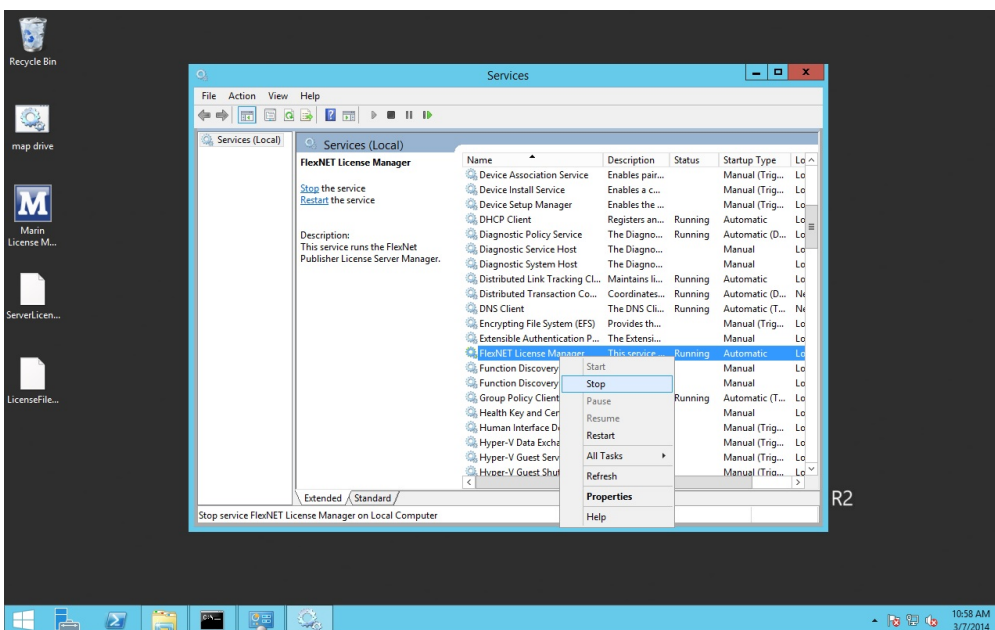 Recycle Bin
map drive
M
Marin
License M...
ServerLicen...
LicenseFile...
Services
File Action View Help
Services (Local)
Services (Local)
FlexNET License Manager
Stop the service
Restart the service
Description:
This service runs the FlexNet
Publisher License Server Manager.
Name Description Status Startup Type Lo
Device Association Service Enables pair... Manual (Trig... Lo
Device Install Service Enables a c... Manual (Trig... Lo
Device Setup Manager Enables the ... Manual (Trig... Lo
DHCP Client Registers an... Running Automatic Lo
Diagnostic Policy Service The Diagno... Running Automatic (D... Lo
Diagnostic Service Host The Diagno... Manual Lo
Diagnostic System Host The Diagno... Manual Lo
Distributed Link Tracking Cl... Maintains li... Running Automatic Lo
Distributed Transaction Co... Coordinates... Running Automatic (D... Ne
DNS Client The DNS Cli... Running Automatic (T... Ne
Encrypting File System (EFS) Provides th... Manual (Trig... Lo
Extensible Authentication P... The Extensi... Manual Lo
FlexNET License Manager This service ... Running Automatic Lo
Function Discovery Manual Lo
Function Discovery Manual Lo
Group Policy Client Running Automatic (T... Lo
Health Key and Cer Manual Lo
Human Interface D Manual (Trig... Lo
Hyper-V Data Excha Manual (Trig... Lo
Hyper-V Guest Serv Manual (Trig... Lo
Hyper-V Guest Shut Manual (Trig... Lo
Start
Stop
Pause
Resume
Restart
All Tasks
Refresh
Properties
Help
Extended Standard
Stop service FlexNET License Manager on Local Computer
R2
10:58 AM
3/7/2014